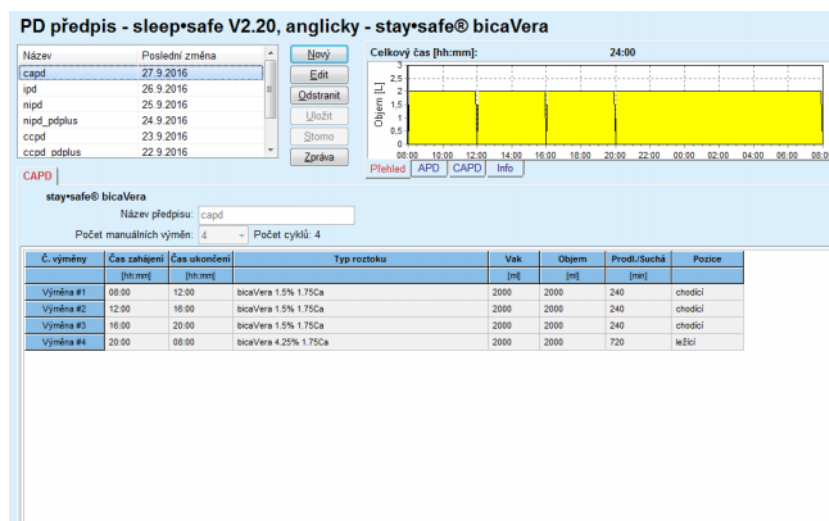 PD předpis - sleep•safe V2.20, anglicky - stay•safe® bicaVera
Název Poslední změna
capd 27.9.2016
ipd 26.9.2016
nipd 25.9.2016
nipd_pdplus 24.9.2016
ccpd 23.9.2016
ccpd_pdplus 22.9.2016
Nový
Edit
Odstranit
Uložit
Storno
Zpráva
Celkový čas [hh:mm]: 24:00
Objem [L]
3
2,5
2
1,5
1
0,5
0
08:00 10:00 12:00 14:00 16:00 18:00 20:00 22:00 00:00 02:00 04:00 06:00 08:0
Přehled APD CAPD Info
CAPD
stay•safe® bicaVera
Název předpisu: capd
Počet manuálních výměn: 4 Počet cyklů: 4
Č. výměny Čas zahájení Čas ukončení Typ roztoku Vak Objem Prodl./Suchá Pozice
[hh:mm] [hh:mm] [ml] [ml] [min]
Výměna #1 08:00 12:00 bicaVera 1.5% 1.75Ca 2000 2000 240 chodící
Výměna #2 12:00 16:00 bicaVera 1.5% 1.75Ca 2000 2000 240 chodící
Výměna #3 16:00 20:00 bicaVera 1.5% 1.75Ca 2000 2000 240 chodící
Výměna #4 20:00 08:00 bicaVera 4.25% 1.75Ca 2000 2000 720 ležící